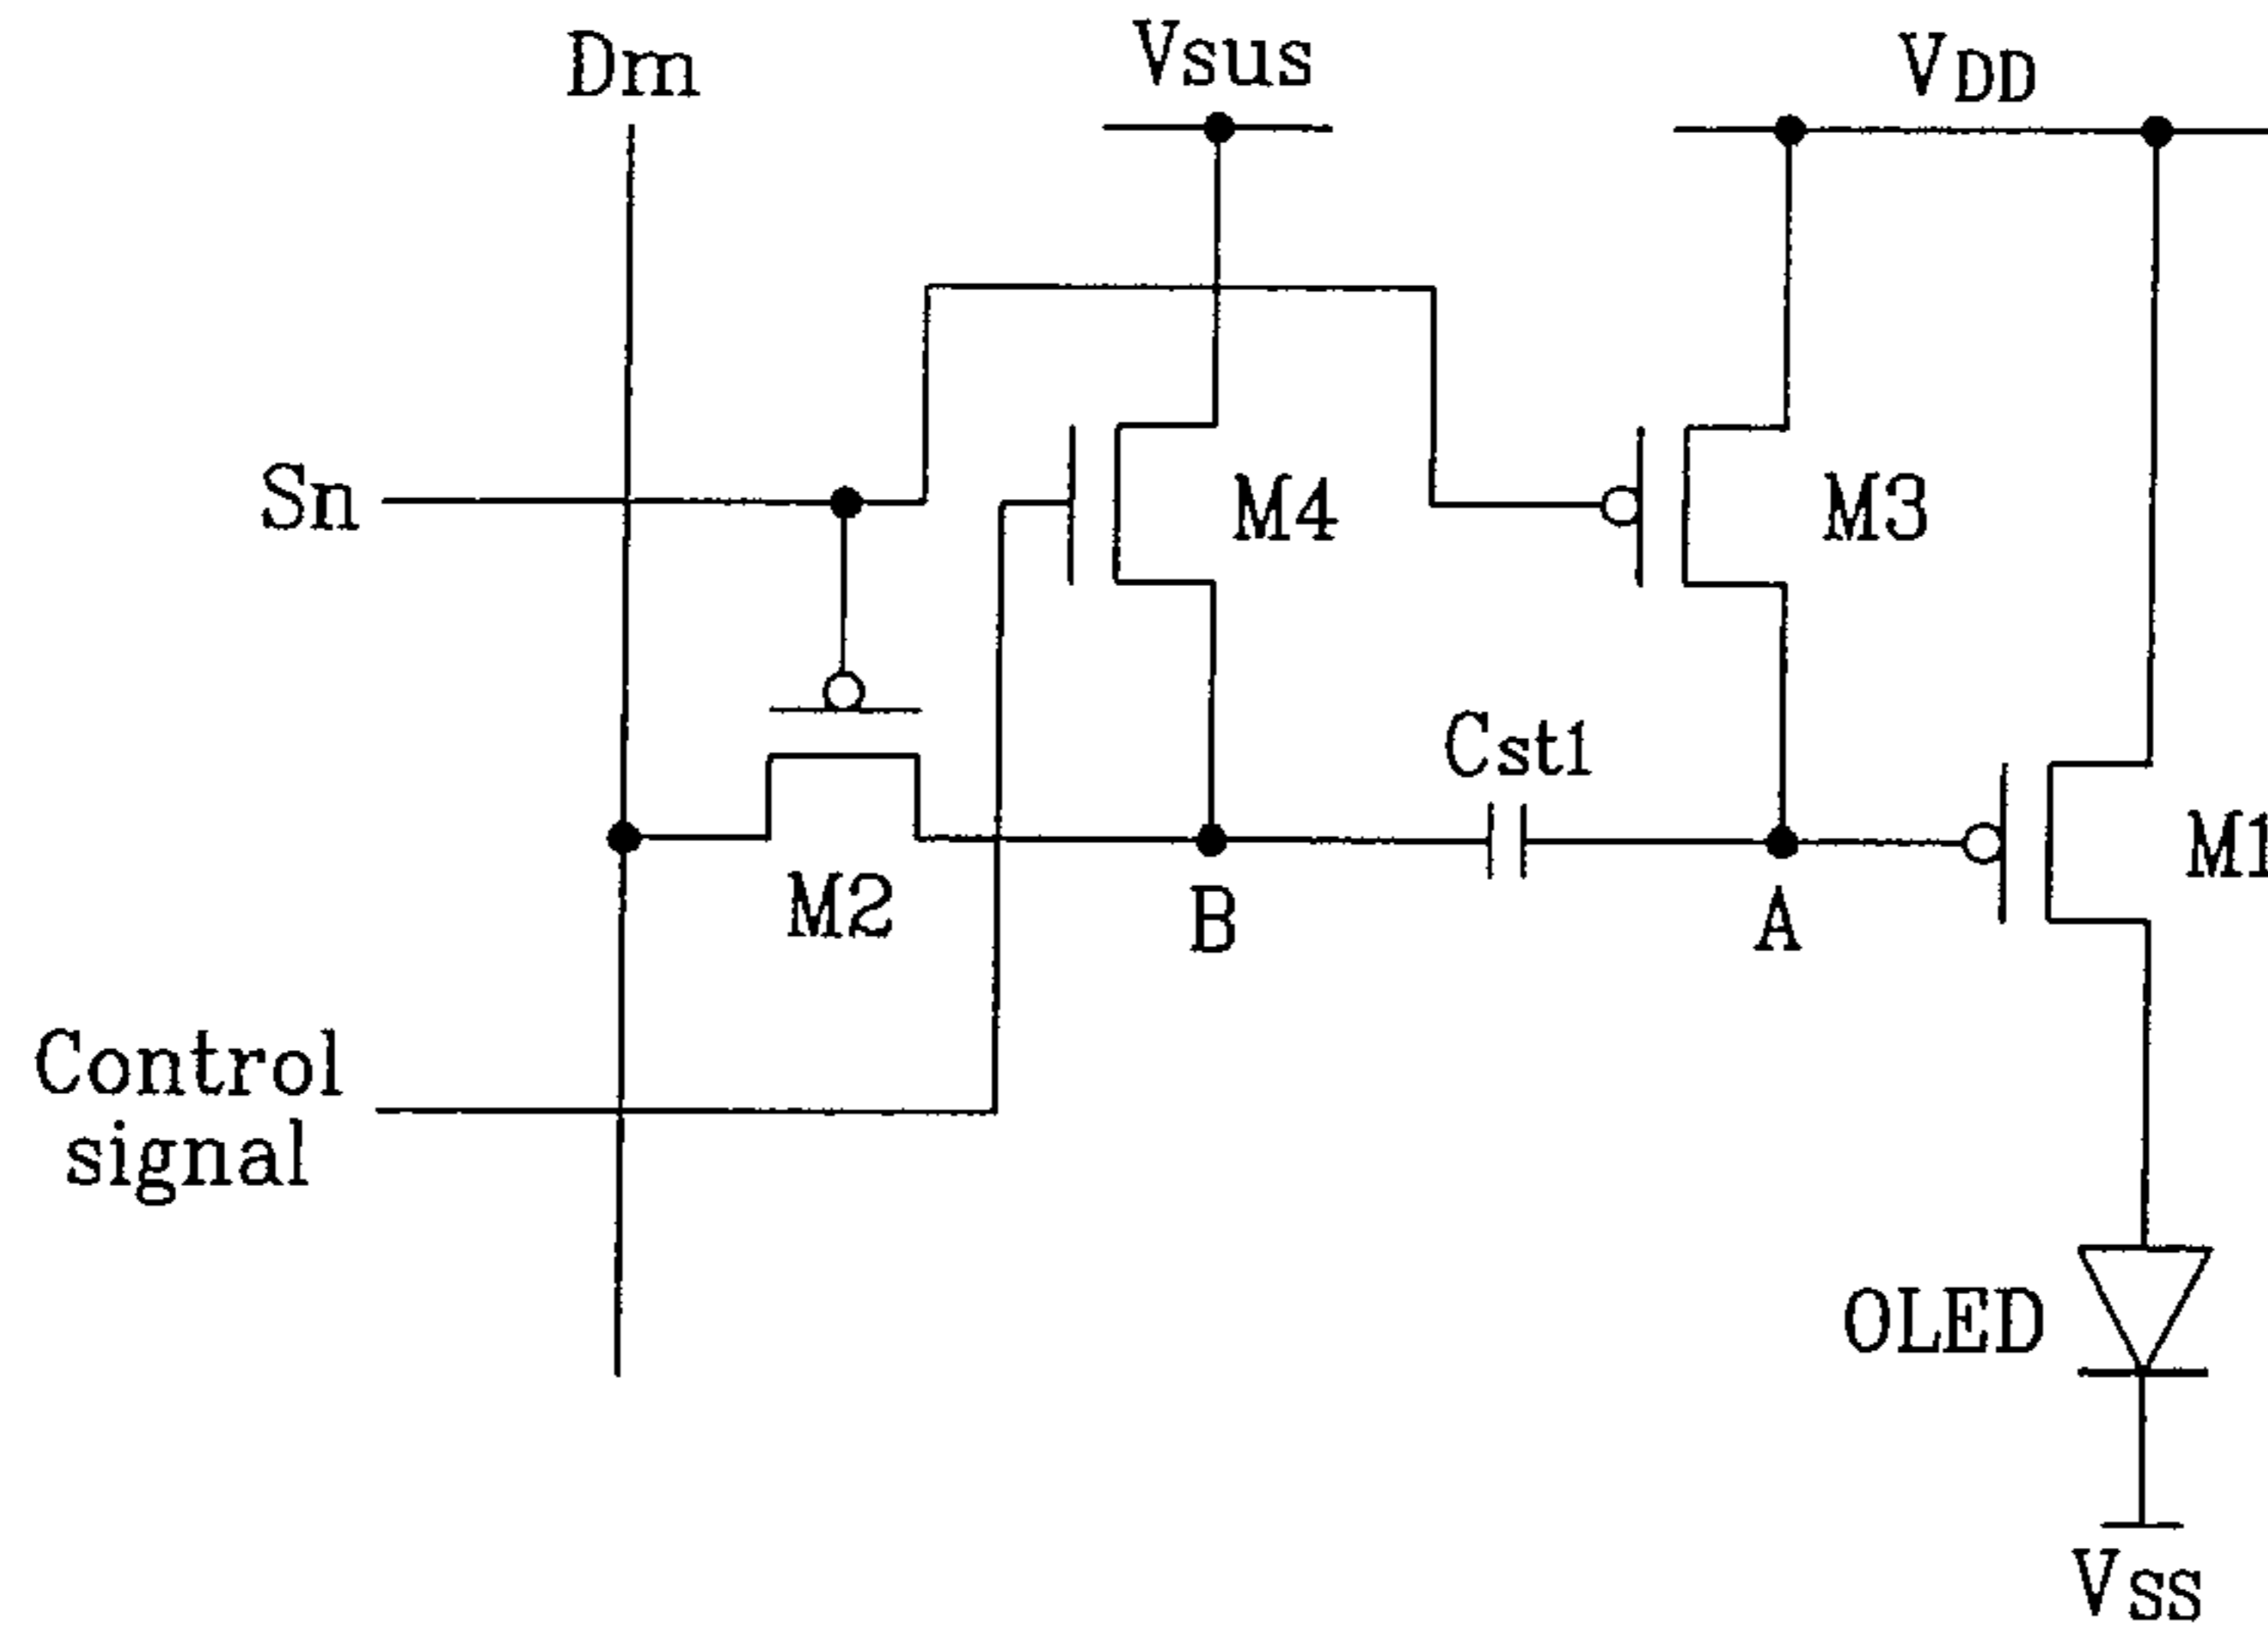 Dm
Vsus
VDD
Sn
M4
M3
Cst1
M1
M2
B
A
Control
signal
OLED
VSS